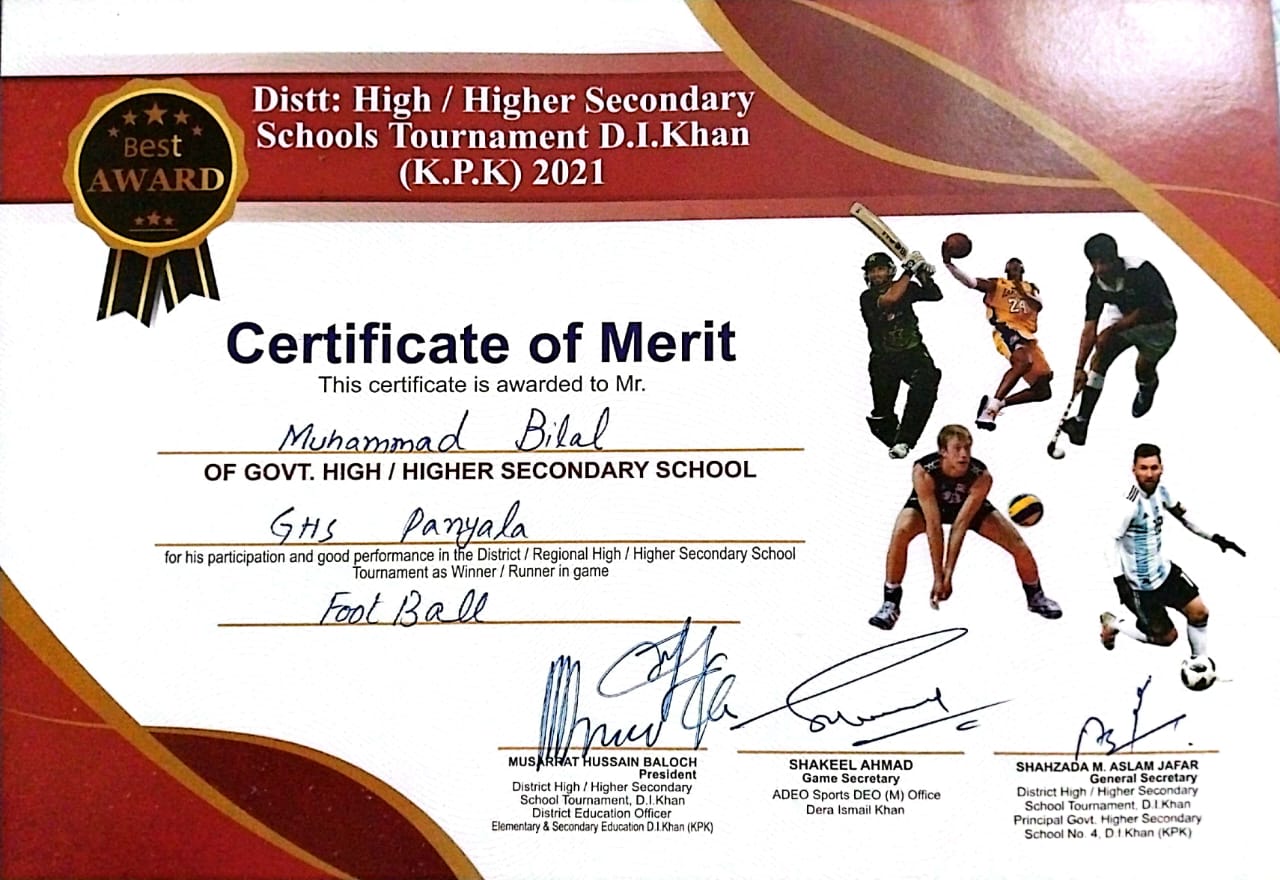 Distt: High / Higher Secondary
Schools Tournament D.I.Khan
(K.P.K) 2021
Best
AWARD
Certificate of Merit
This certificate is awarded to Mr.
Muhammad Bilal
OF GOVT. HIGH / HIGHER SECONDARY SCHOOL
GHS Panyala
for his participation and good performance in the District / Regional High / Higher Secondary School
Tournament as Winner / Runner in game
Foot Ball
24
MUSARRAT HUSSAIN BALOCH
President
District High / Higher Secondary
School Tournament, D.I.Khan
District Education Officer
Elementary & Secondary Education D.I.Khan (KPK)
SHAKEEL AHMAD
Game Secretary
ADEO Sports DEO (M) Office
Dera Ismail Khan
SHAHZADA M. ASLAM JAFAR
General Secretary
District High / Higher Secondary
School Tournament, D.I.Khan
Principal Govt. Higher Secondary
School No. 4, D.I.Khan (KPK)